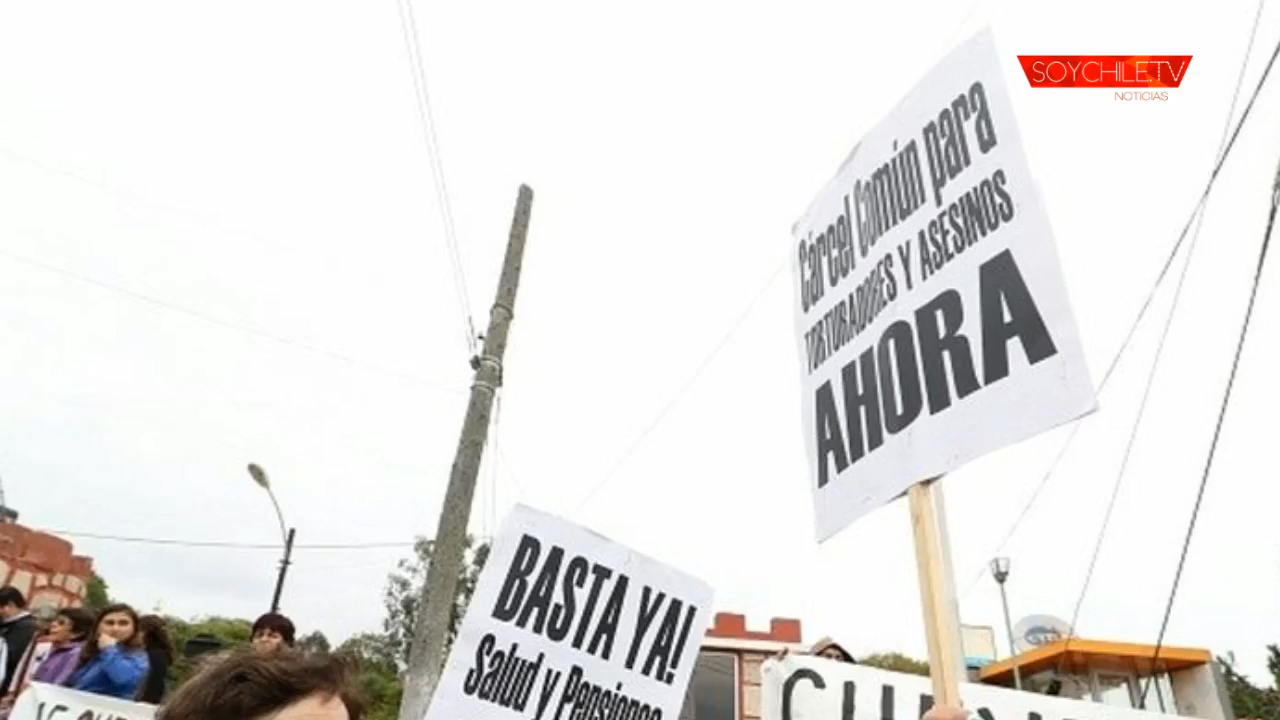 SOYCHILE.TV
NOTICIAS
Cárcel Común para
TORTURADORES Y ASESINOS
AHORA
BASTA YA!
Salud y Pensiones